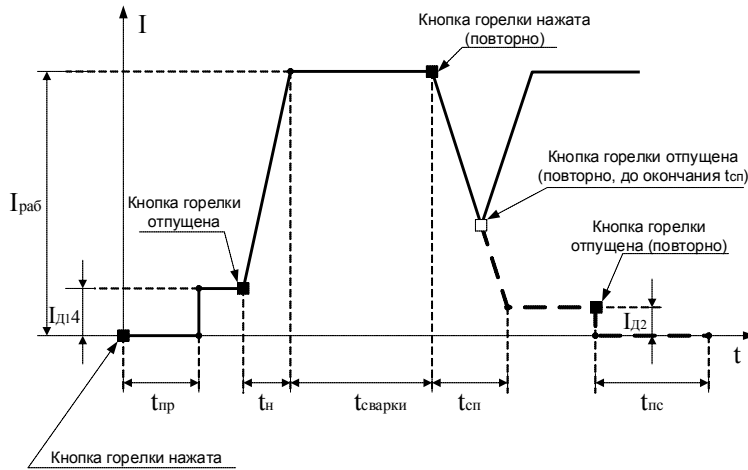 I
Кнопка горелки нажата
(повторно)
Кнопка горелки отпущена
(повторно, до окончания tсп)
Кнопка горелки
отпущена
Iраб
Кнопка горелки
отпущена (повторно)
IД14
IД2
t
tпр
tн
tсварки
tсп
tпс
Кнопка горелки нажата